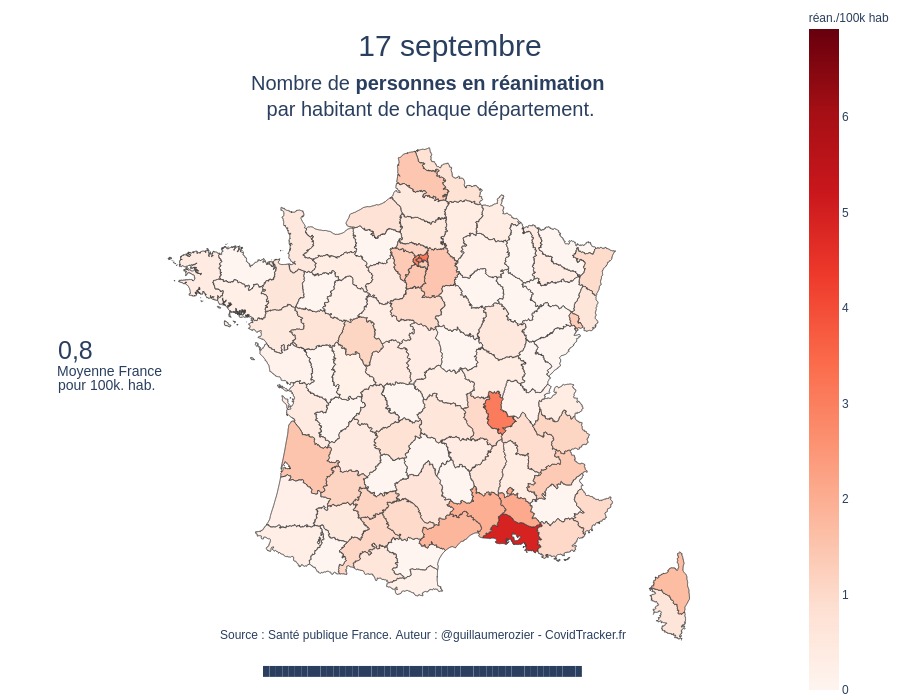 réan./100k hab
17 septembre
Nombre de personnes en réanimation
par habitant de chaque département.
6
5
4
3
2
1
0
0,8
Moyenne France
pour 100k. hab.
Source : Santé publique France. Auteur : @guillaumerozier - CovidTracker.fr